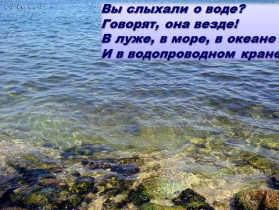 Вы слыхали о воде?
Говорят, она везде!
В луже, в море, в океане
И в водопроводном кране